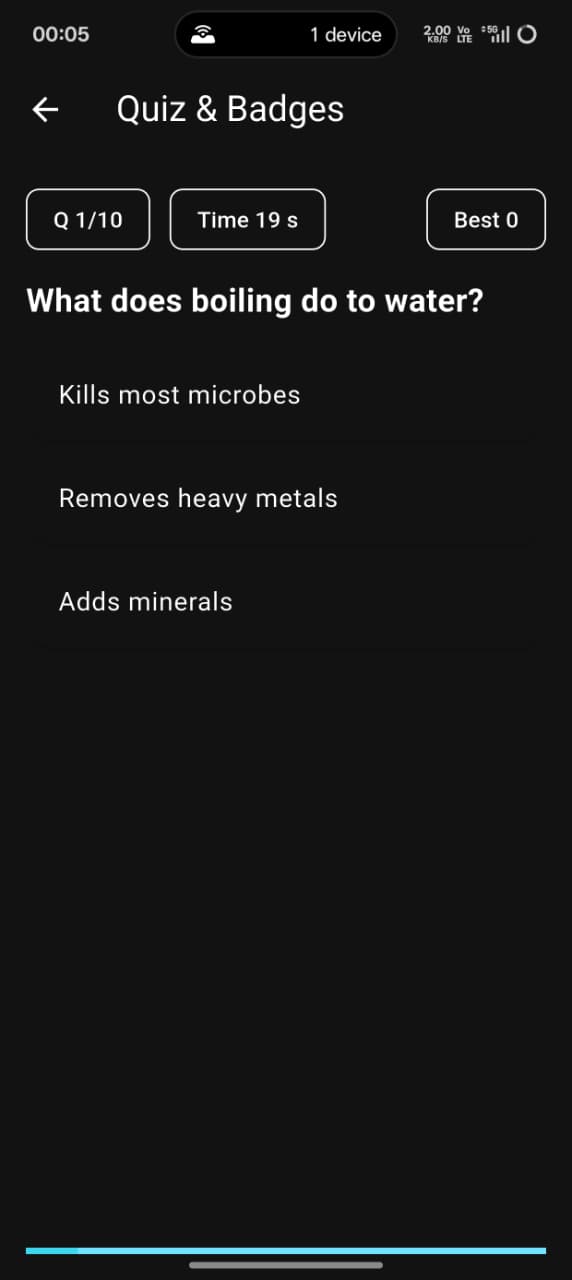 00:05 1 device 2.00 KB/S Vo LTE 5G
Quiz & Badges
Q 1/10 Time 19 s Best 0
What does boiling do to water?
Kills most microbes
Removes heavy metals
Adds minerals